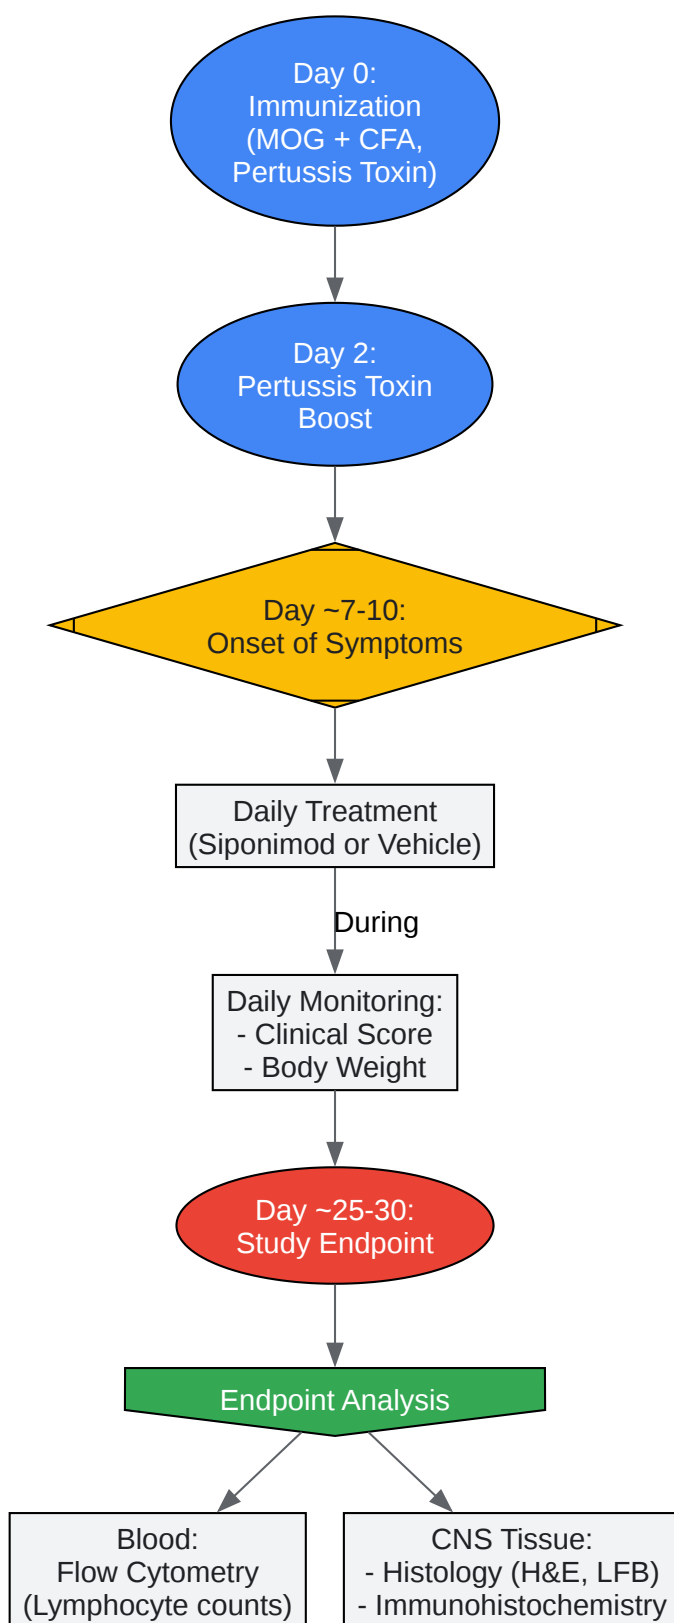 Day 0:
Immunization
(MOG + CFA,
Pertussis Toxin)
Day 2:
Pertussis Toxin
Boost
Day ~7-10:
Onset of Symptoms
Daily Treatment
(Siponimod or Vehicle)
During
Daily Monitoring:
- Clinical Score
- Body Weight
Day ~25-30:
Study Endpoint
Endpoint Analysis
Blood:
Flow Cytometry
(Lymphocyte counts)
CNS Tissue:
- Histology (H&E, LFB)
- Immunohistochemistry